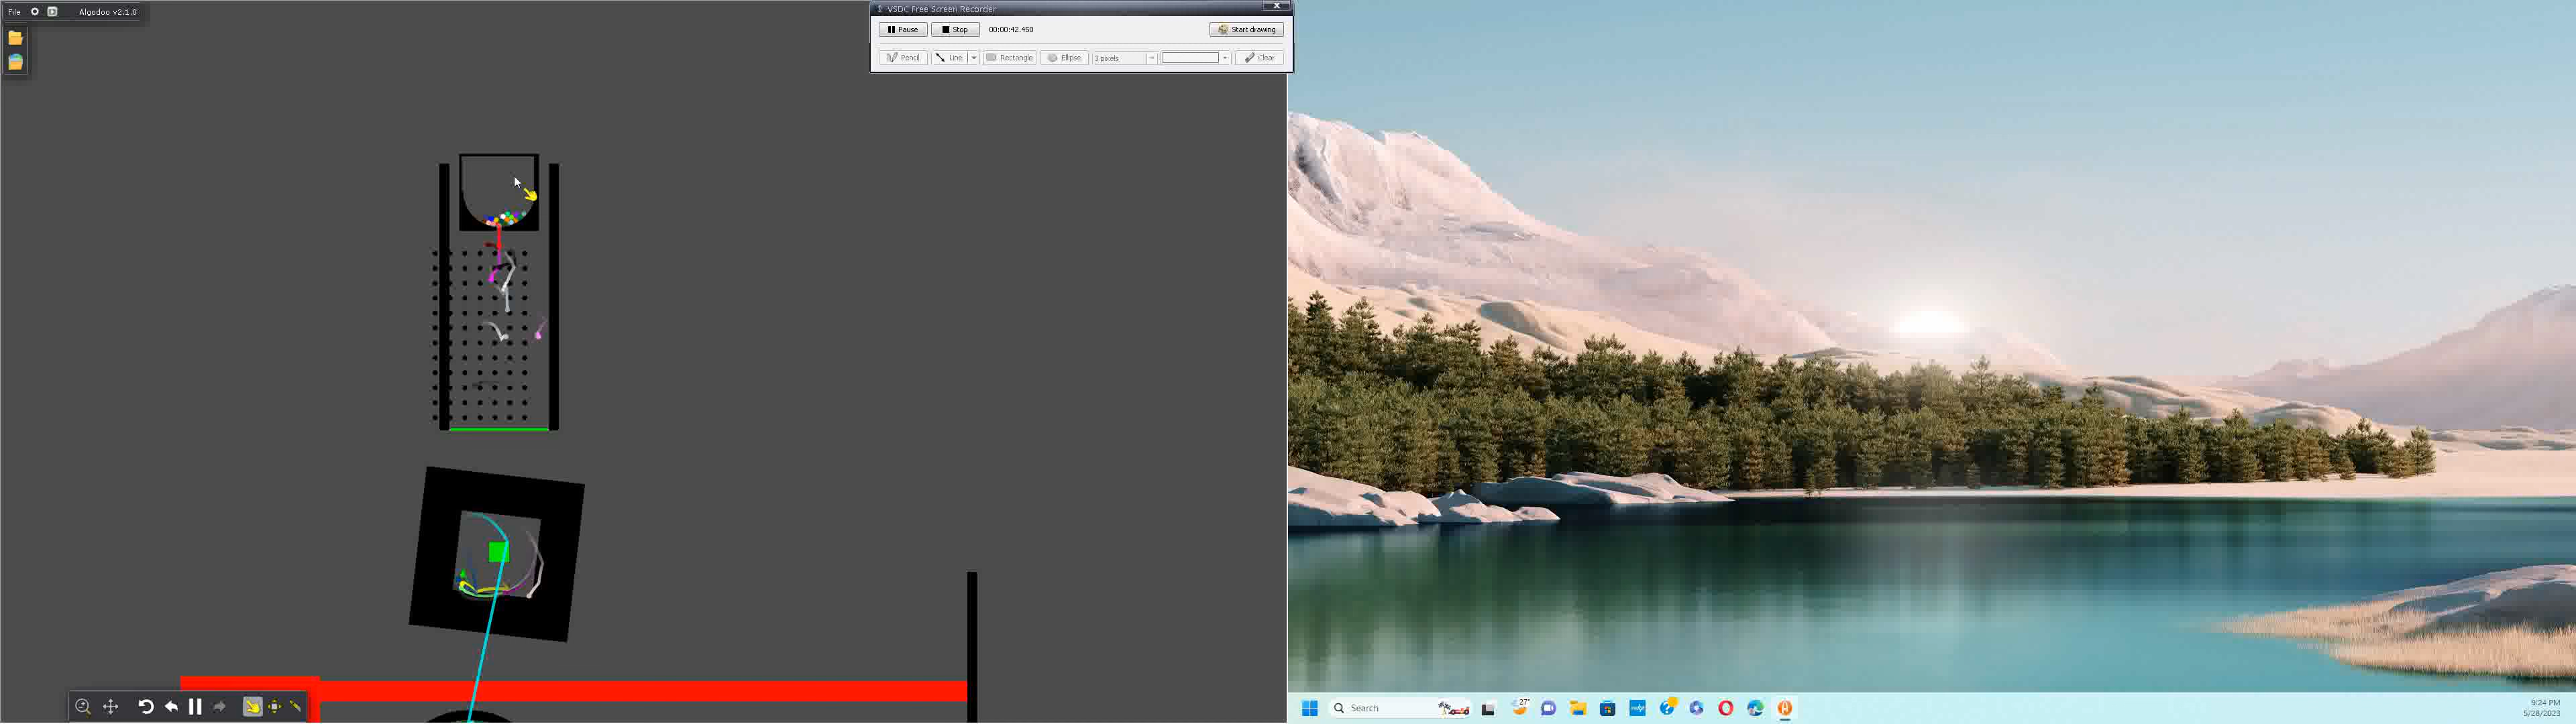 File
Algodoo v2.1.0
VSDC Free Screen Recorder
Pause
Stop
00:00:42.450
Start drawing
Pencil
Line
Rectangle
Ellipse
3 pixels
Clear
Search
27°
9:24 PM
5/28/2023